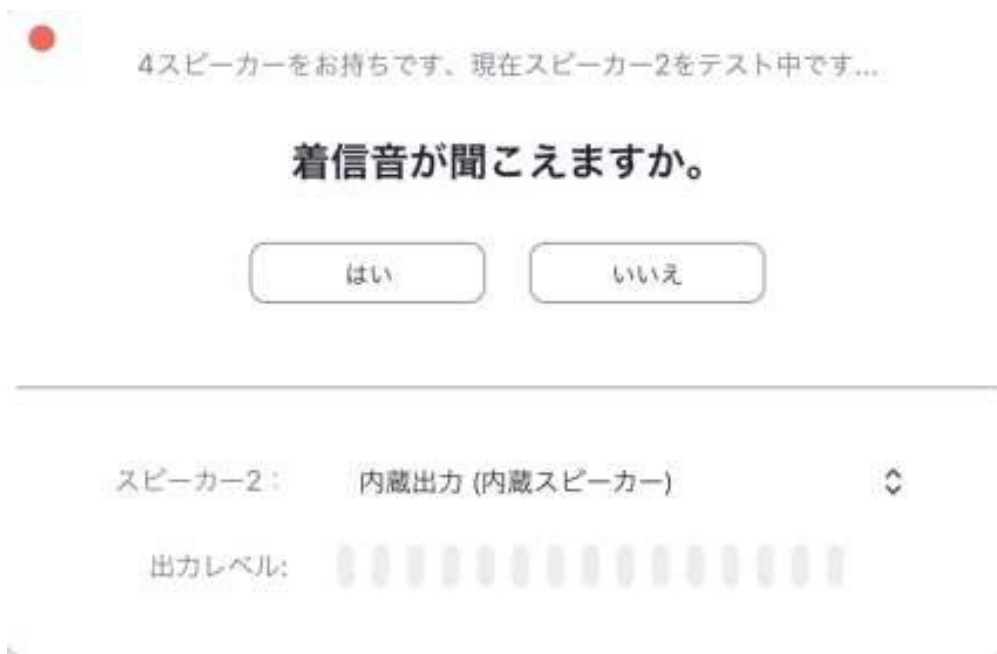 4スピーカーをお持ちです、現在スピーカー2をテスト中です...
着信音が聞こえますか。
はい
いいえ
スピーカー2：
内蔵出力 (内蔵スピーカー)
出力レベル: